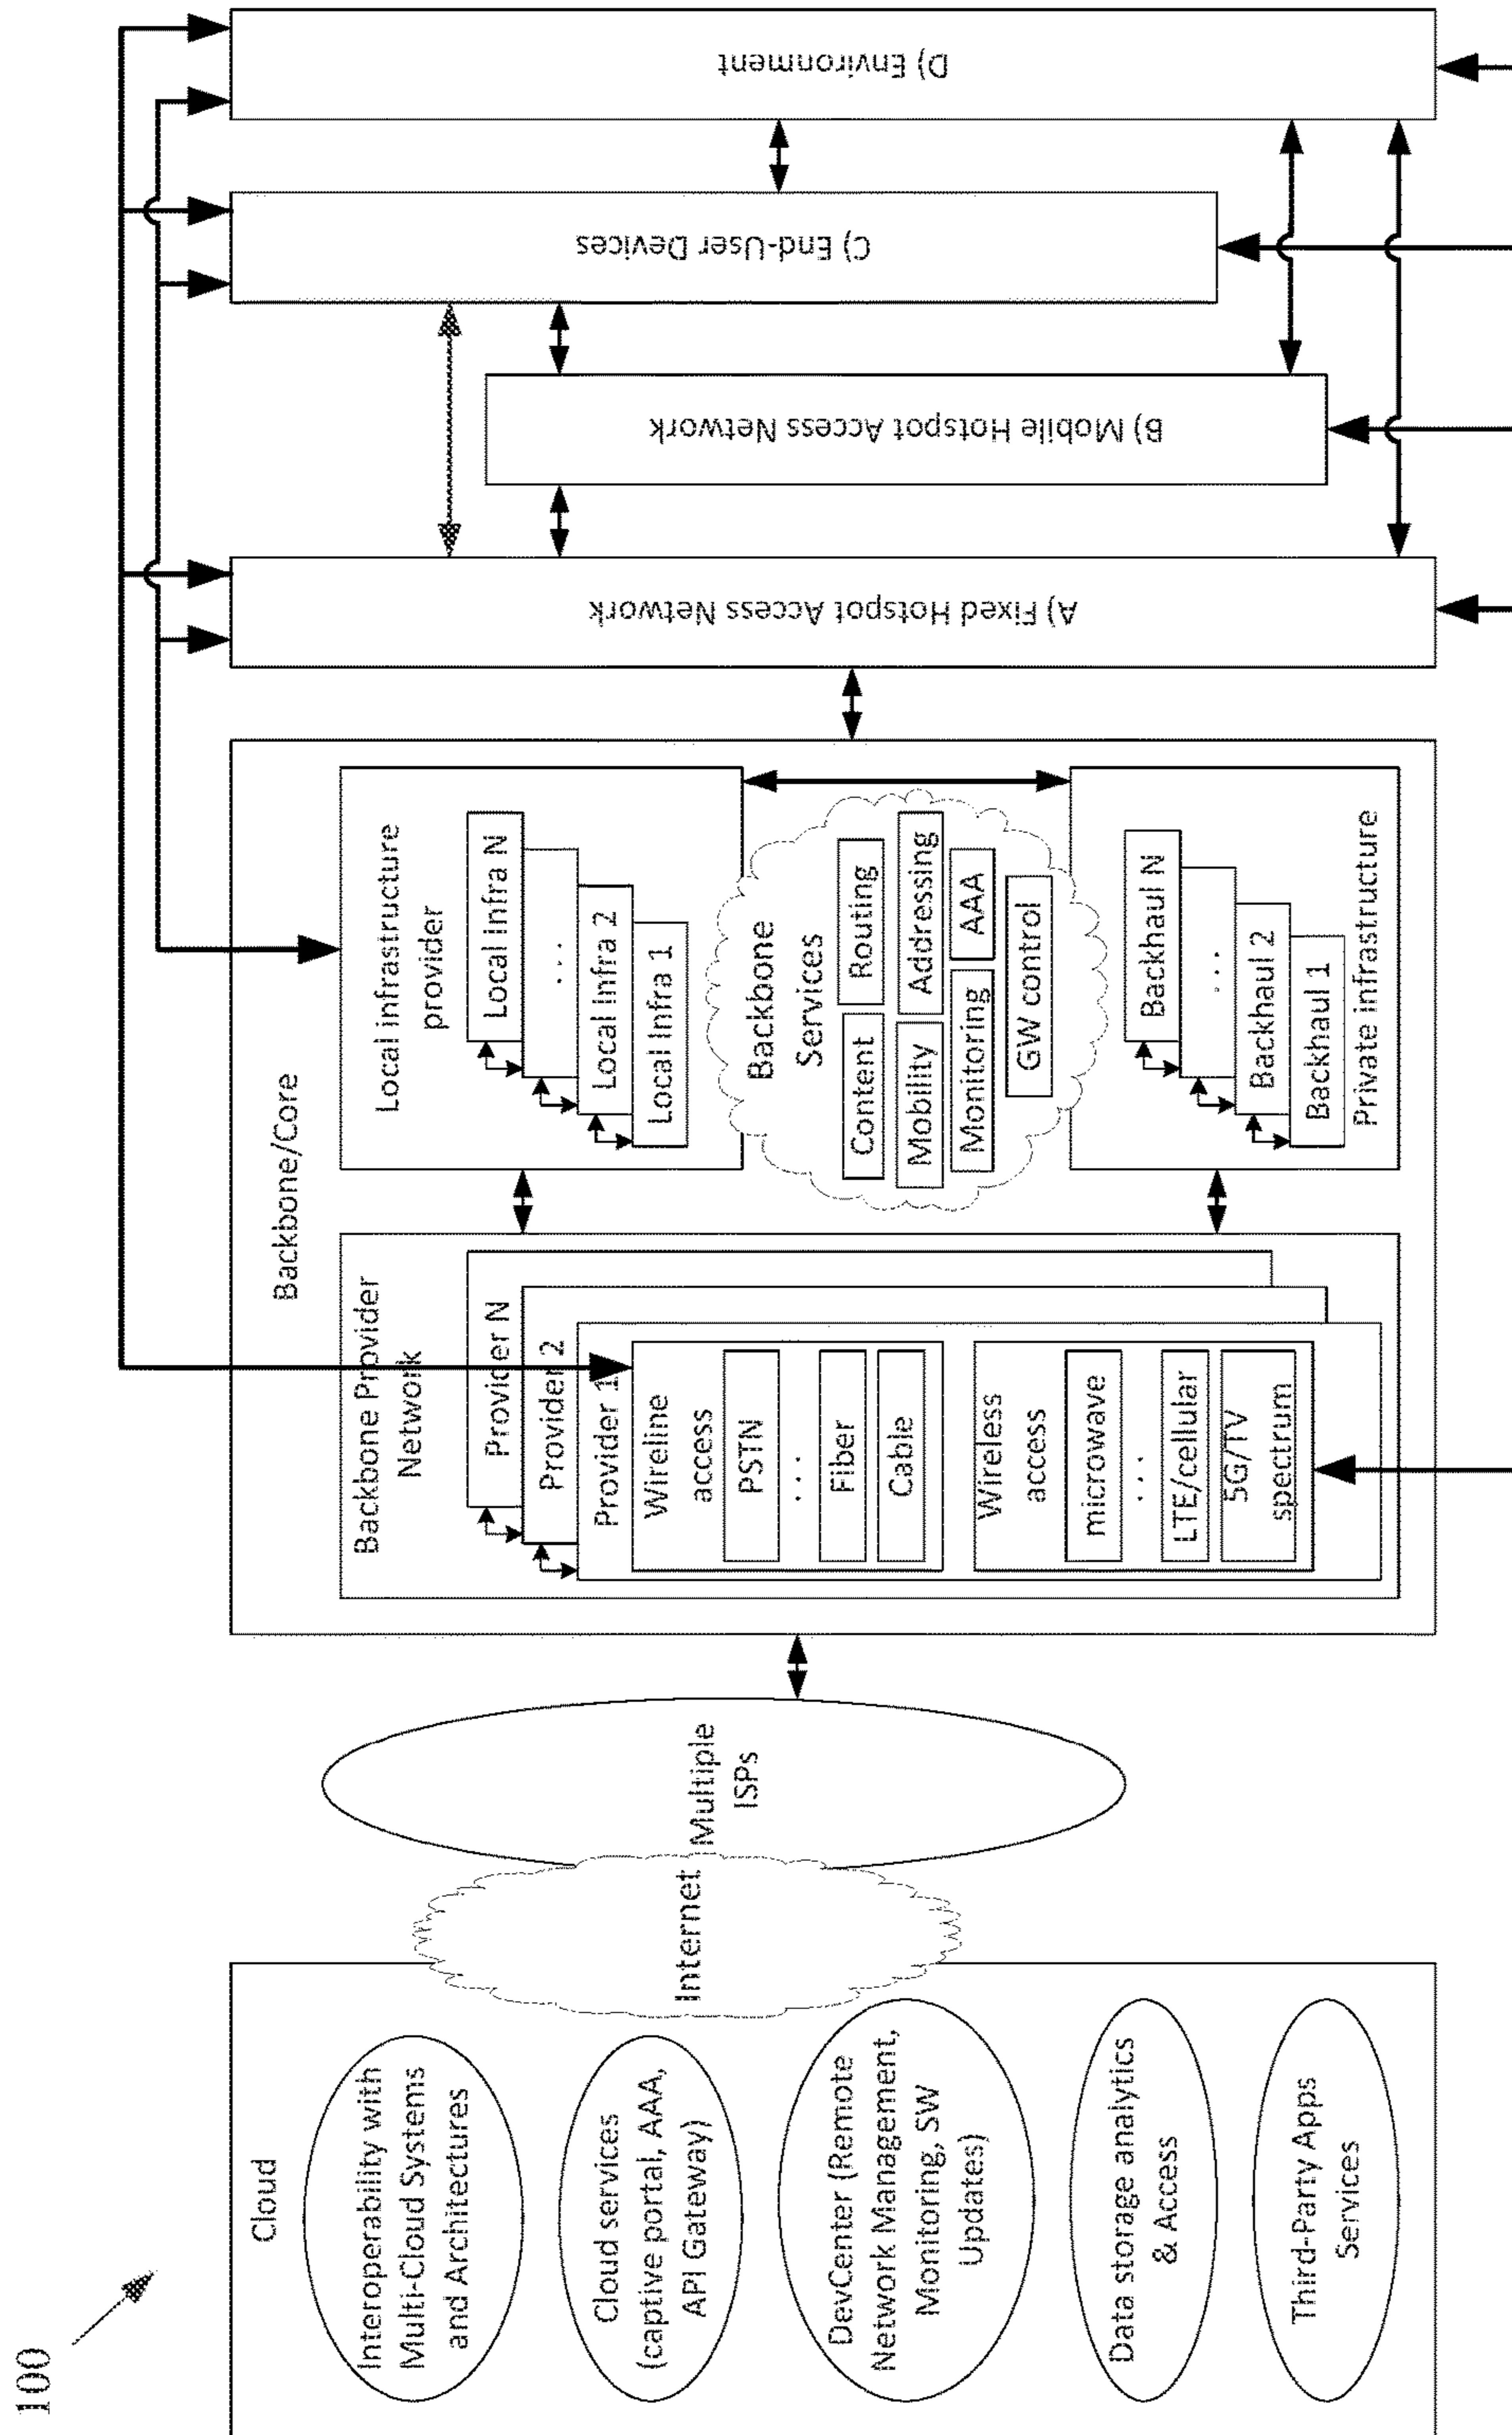 100
Cloud
Interoperability with
Multi-Cloud Systems
and Architectures
Cloud services
(captive portal, AAA,
API Gateway)
DevCenter (Remote
Network Management,
Monitoring, SW
Updates)
Data storage analytics
& Access
Third-Party Apps
Services
Internet
Multiple
ISPs
Backbone/Core
Backbone Provider
Network
Provider N
Provider 2
Provider 1
Wireline
access
PSTN
...
Fiber
Cable
Wireless
access
microwave
...
LTE/cellular
5G/TV
spectrum
Local infrastructure
provider
Local Infra N
...
Local Infra 2
Local Infra 1
Backbone
Services
Content
Routing
Mobility
Addressing
Monitoring
AAA
GW control
Backhaul N
...
Backhaul 2
Backhaul 1
Private infrastructure
A) Fixed Hotspot Access Network
B) Mobile Hotspot Access Network
C) End-User Devices
D) Environment